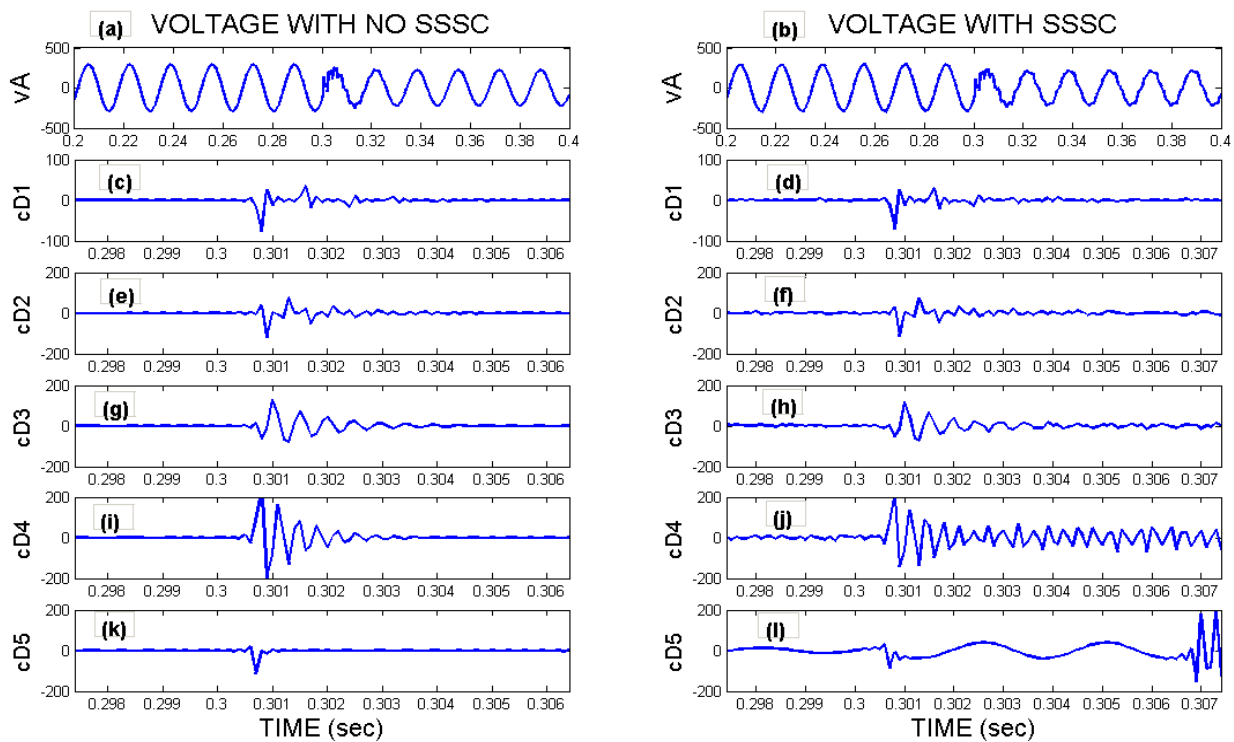 (a) VOLTAGE WITH NO SSSC
(b) VOLTAGE WITH SSSC
vA
500
0
-500
0.2 0.22 0.24 0.26 0.28 0.3 0.32 0.34 0.36 0.38 0.4
vA
500
0
-500
0.2 0.22 0.24 0.26 0.28 0.3 0.32 0.34 0.36 0.38 0.4
cD1
100
0
-100
(c)
0.298 0.299 0.3 0.301 0.302 0.303 0.304 0.305 0.306
cD1
100
0
-100
(d)
0.298 0.299 0.3 0.301 0.302 0.303 0.304 0.305 0.306 0.307
cD2
200
0
-200
(e)
0.298 0.299 0.3 0.301 0.302 0.303 0.304 0.305 0.306
cD2
200
0
-200
(f)
0.298 0.299 0.3 0.301 0.302 0.303 0.304 0.305 0.306 0.307
cD3
200
0
-200
(g)
0.298 0.299 0.3 0.301 0.302 0.303 0.304 0.305 0.306
cD3
200
0
-200
(h)
0.298 0.299 0.3 0.301 0.302 0.303 0.304 0.305 0.306 0.307
cD4
200
0
-200
(i)
0.298 0.299 0.3 0.301 0.302 0.303 0.304 0.305 0.306
cD4
200
0
-200
(j)
0.298 0.299 0.3 0.301 0.302 0.303 0.304 0.305 0.306 0.307
cD5
200
0
-200
(k)
0.298 0.299 0.3 0.301 0.302 0.303 0.304 0.305 0.306
TIME (sec)
cD5
200
0
-200
(l)
0.298 0.299 0.3 0.301 0.302 0.303 0.304 0.305 0.306 0.307
TIME (sec)